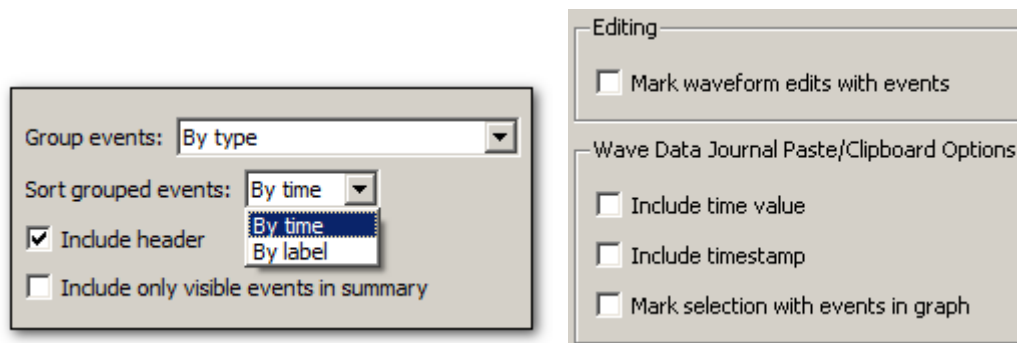 Group events: By type
Sort grouped events: By time
By time
By label
Include header
Include only visible events in summary
Editing
Mark waveform edits with events
Wave Data Journal Paste/Clipboard Options
Include time value
Include timestamp
Mark selection with events in graph